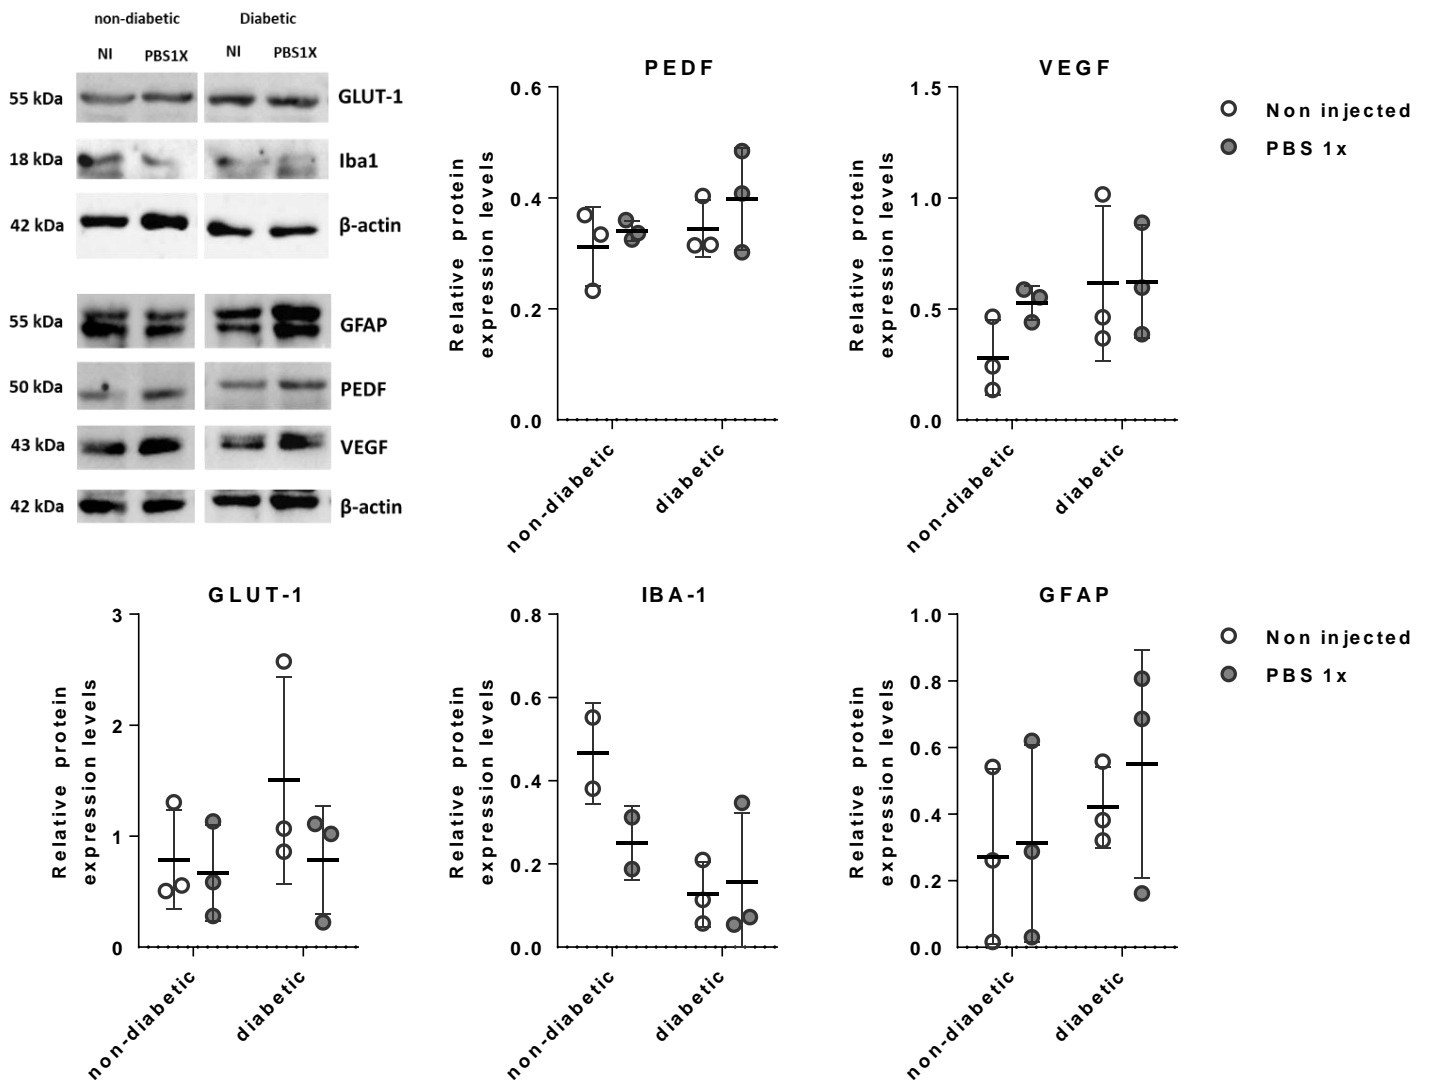 non-diabetic Diabetic
NI PBS1X NI PBS1X
55 kDa GLUT-1
18 kDa Iba1
42 kDa β-actin
55 kDa GFAP
50 kDa PEDF
43 kDa VEGF
42 kDa β-actin
PEDF
Relative protein
expression levels
0.6
0.4
0.2
0.0
non-diabetic
diabetic
VEGF
Relative protein
expression levels
1.5
1.0
0.5
0.0
non-diabetic
diabetic
Non injected
PBS 1x
GLUT-1
Relative protein
expression levels
3
2
1
0
non-diabetic
diabetic
IBA-1
Relative protein
expression levels
0.8
0.6
0.4
0.2
0.0
non-diabetic
diabetic
GFAP
Relative protein
expression levels
1.0
0.8
0.6
0.4
0.2
0.0
non-diabetic
diabetic
Non injected
PBS 1x